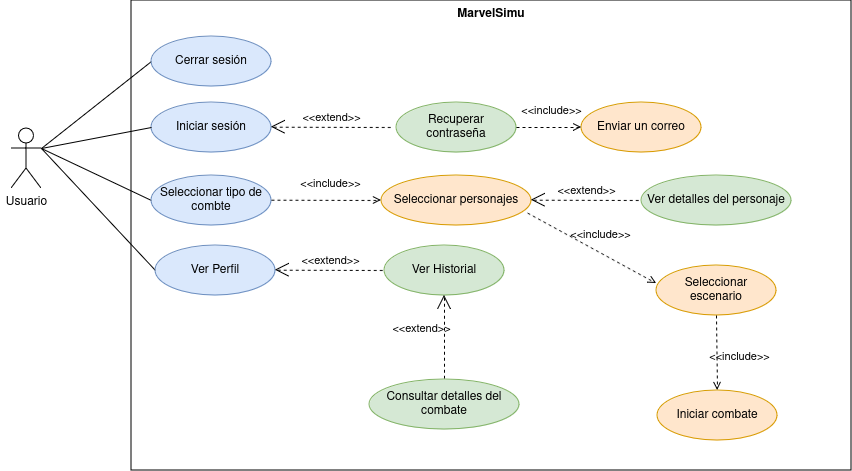 MarvelSimu
Cerrar sesión
Usuario
Iniciar sesión
<<extend>>
Recuperar
contraseña
<<include>>
Enviar un correo
Seleccionar tipo de
combte
<<include>>
Seleccionar personajes
<<extend>>
Ver detalles del personaje
<<include>>
Ver Perfil
<<extend>>
Ver Historial
Seleccionar
escenario
<<extend>>
<<include>>
Consultar detalles del
combate
Iniciar combate